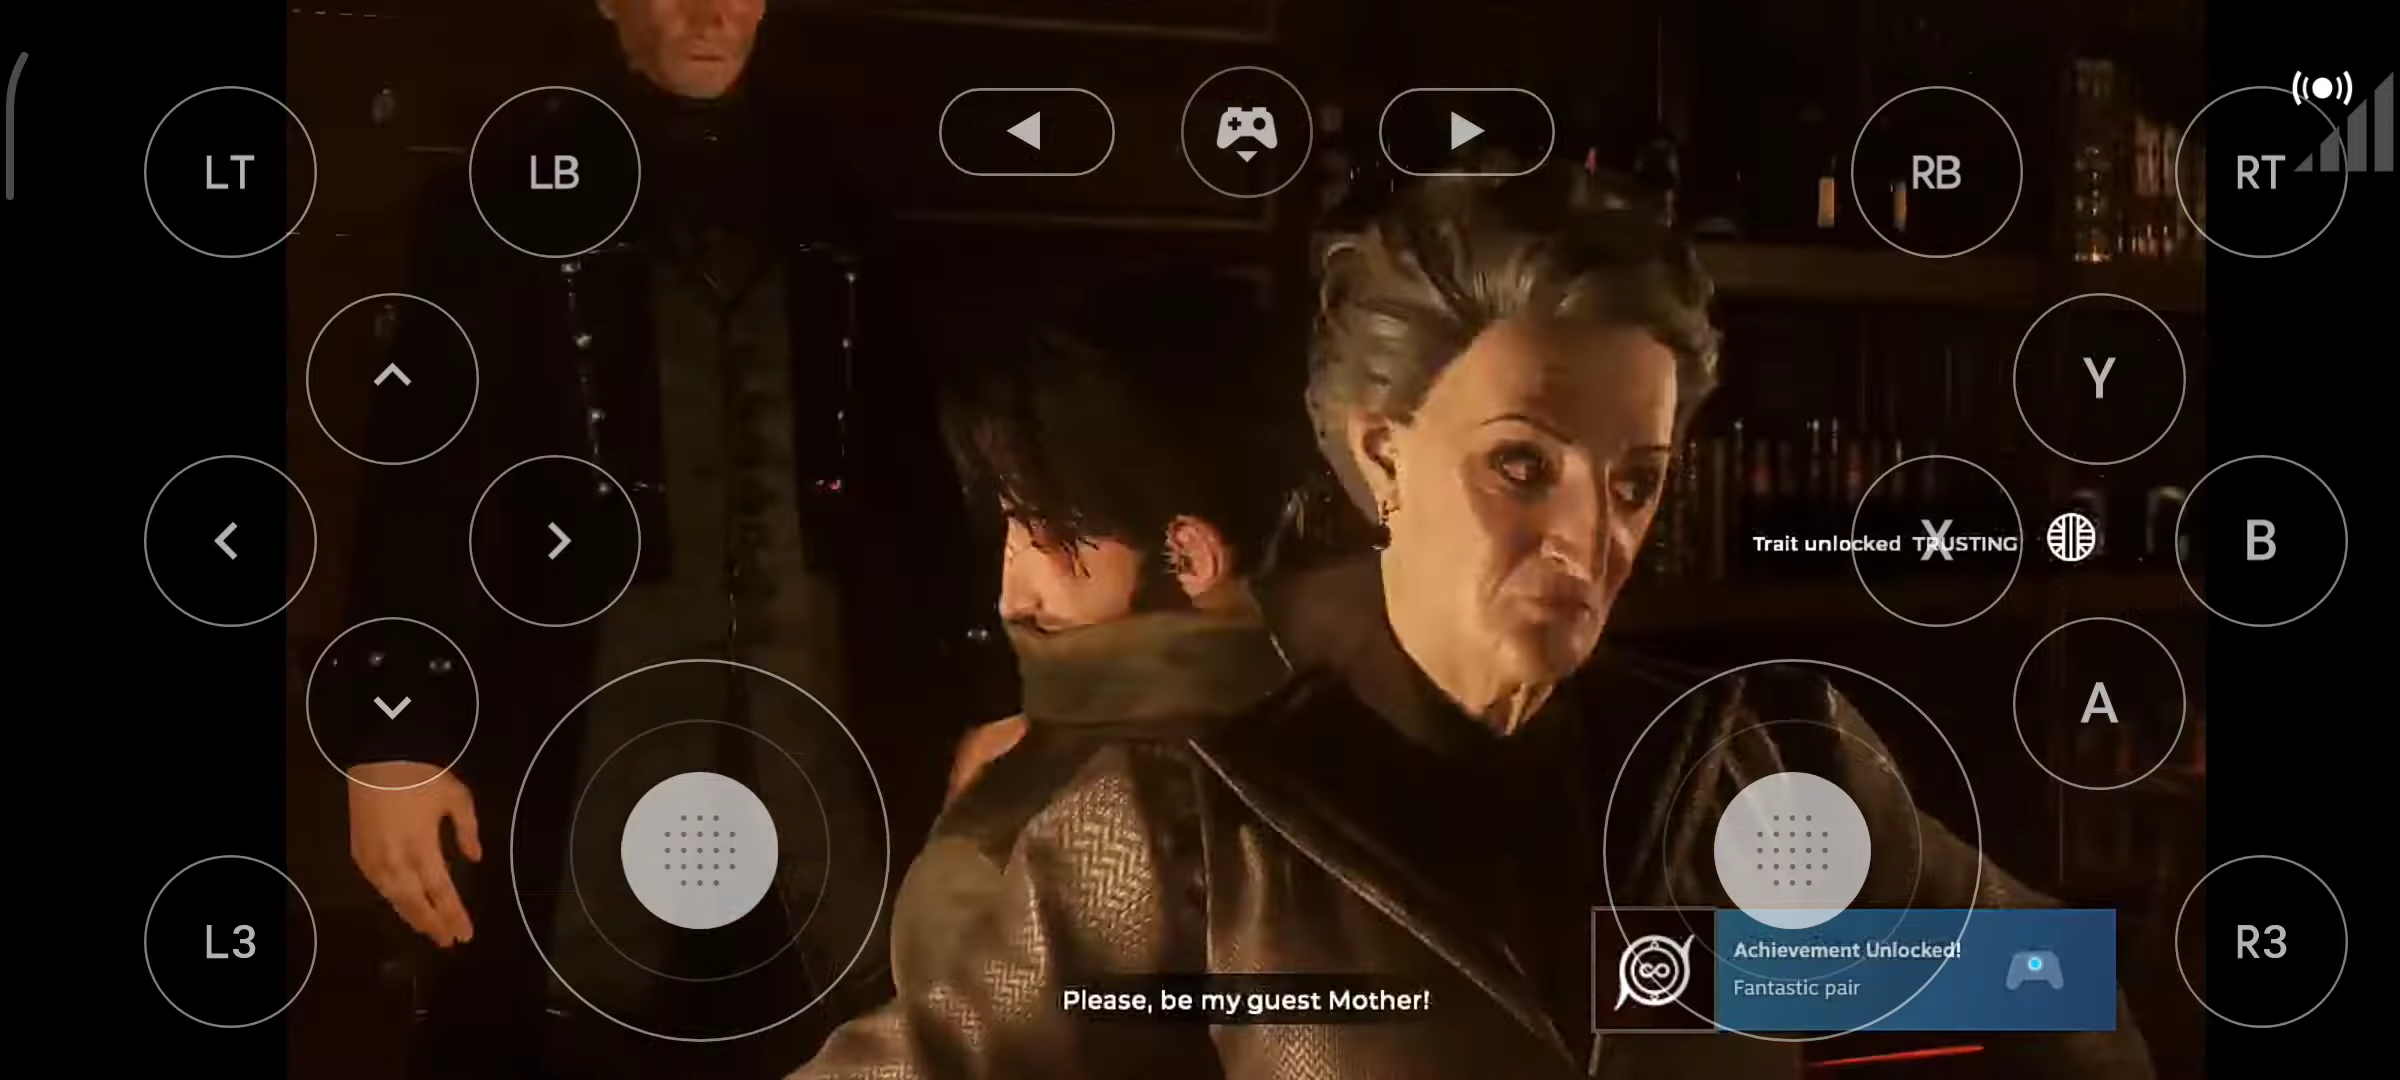 LT
LB
RB
RT
Y
X
B
A
Trait unlocked TRUSTING
L3
R3
Achievement Unlocked!
Fantastic pair
Please, be my guest Mother!